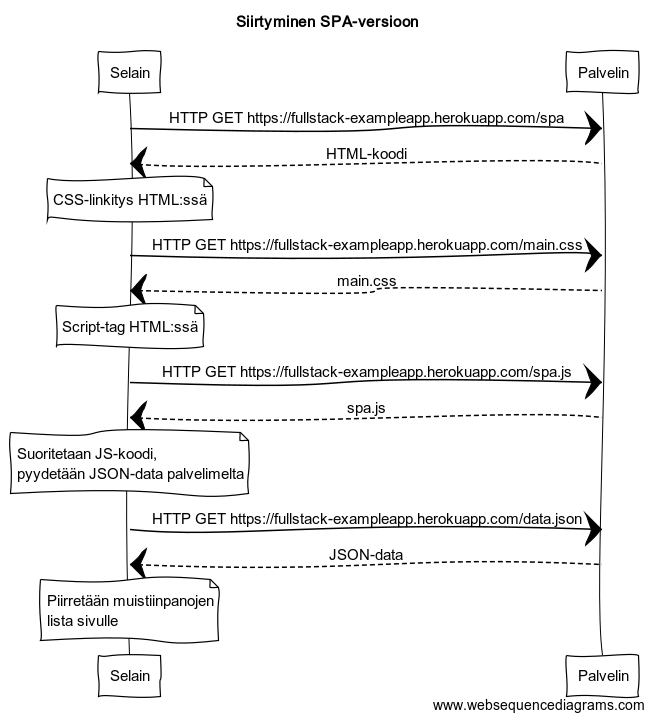 Siirtyminen SPA-versioon
Selain
Palvelin
HTTP GET https://fullstack-exampleapp.herokuapp.com/spa
HTML-koodi
CSS-linkitys HTML:ssä
HTTP GET https://fullstack-exampleapp.herokuapp.com/main.css
main.css
Script-tag HTML:ssä
HTTP GET https://fullstack-exampleapp.herokuapp.com/spa.js
spa.js
Suoritetaan JS-koodi,
pyydetään JSON-data palvelimelta
HTTP GET https://fullstack-exampleapp.herokuapp.com/data.json
JSON-data
Piirretään muistiinpanojen
lista sivulle
Selain
Palvelin
www.websequencediagrams.com